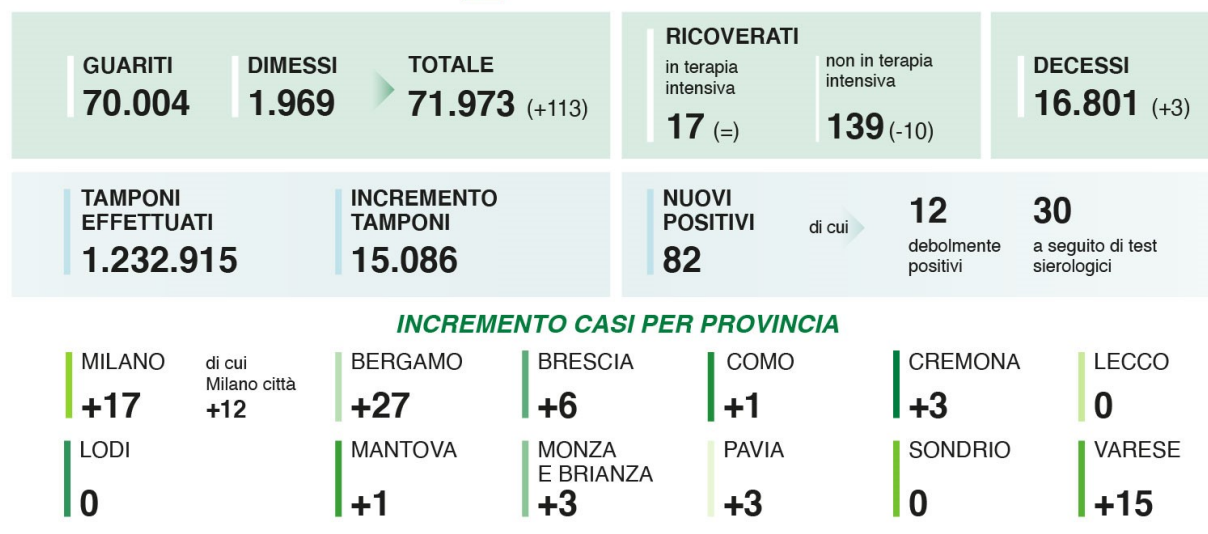 GUARITI
70.004
DIMESSI
1.969
TOTALE
71.973 (+113)
RICOVERATI
in terapia
intensiva
17 (=)
non in terapia
intensiva
139 (-10)
DECESSI
16.801 (+3)
TAMPONI
EFFETTUATI
1.232.915
INCREMENTO
TAMPONI
15.086
NUOVI
POSITIVI
82
di cui
12
debolmente
positivi
30
a seguito di test
sierologici
INCREMENTO CASI PER PROVINCIA
MILANO
+17
di cui
Milano città
+12
BERGAMO
+27
BRESCIA
+6
COMO
+1
CREMONA
+3
LECCO
0
LODI
0
MANTOVA
+1
MONZA
E BRIANZA
+3
PAVIA
+3
SONDRIO
0
VARESE
+15